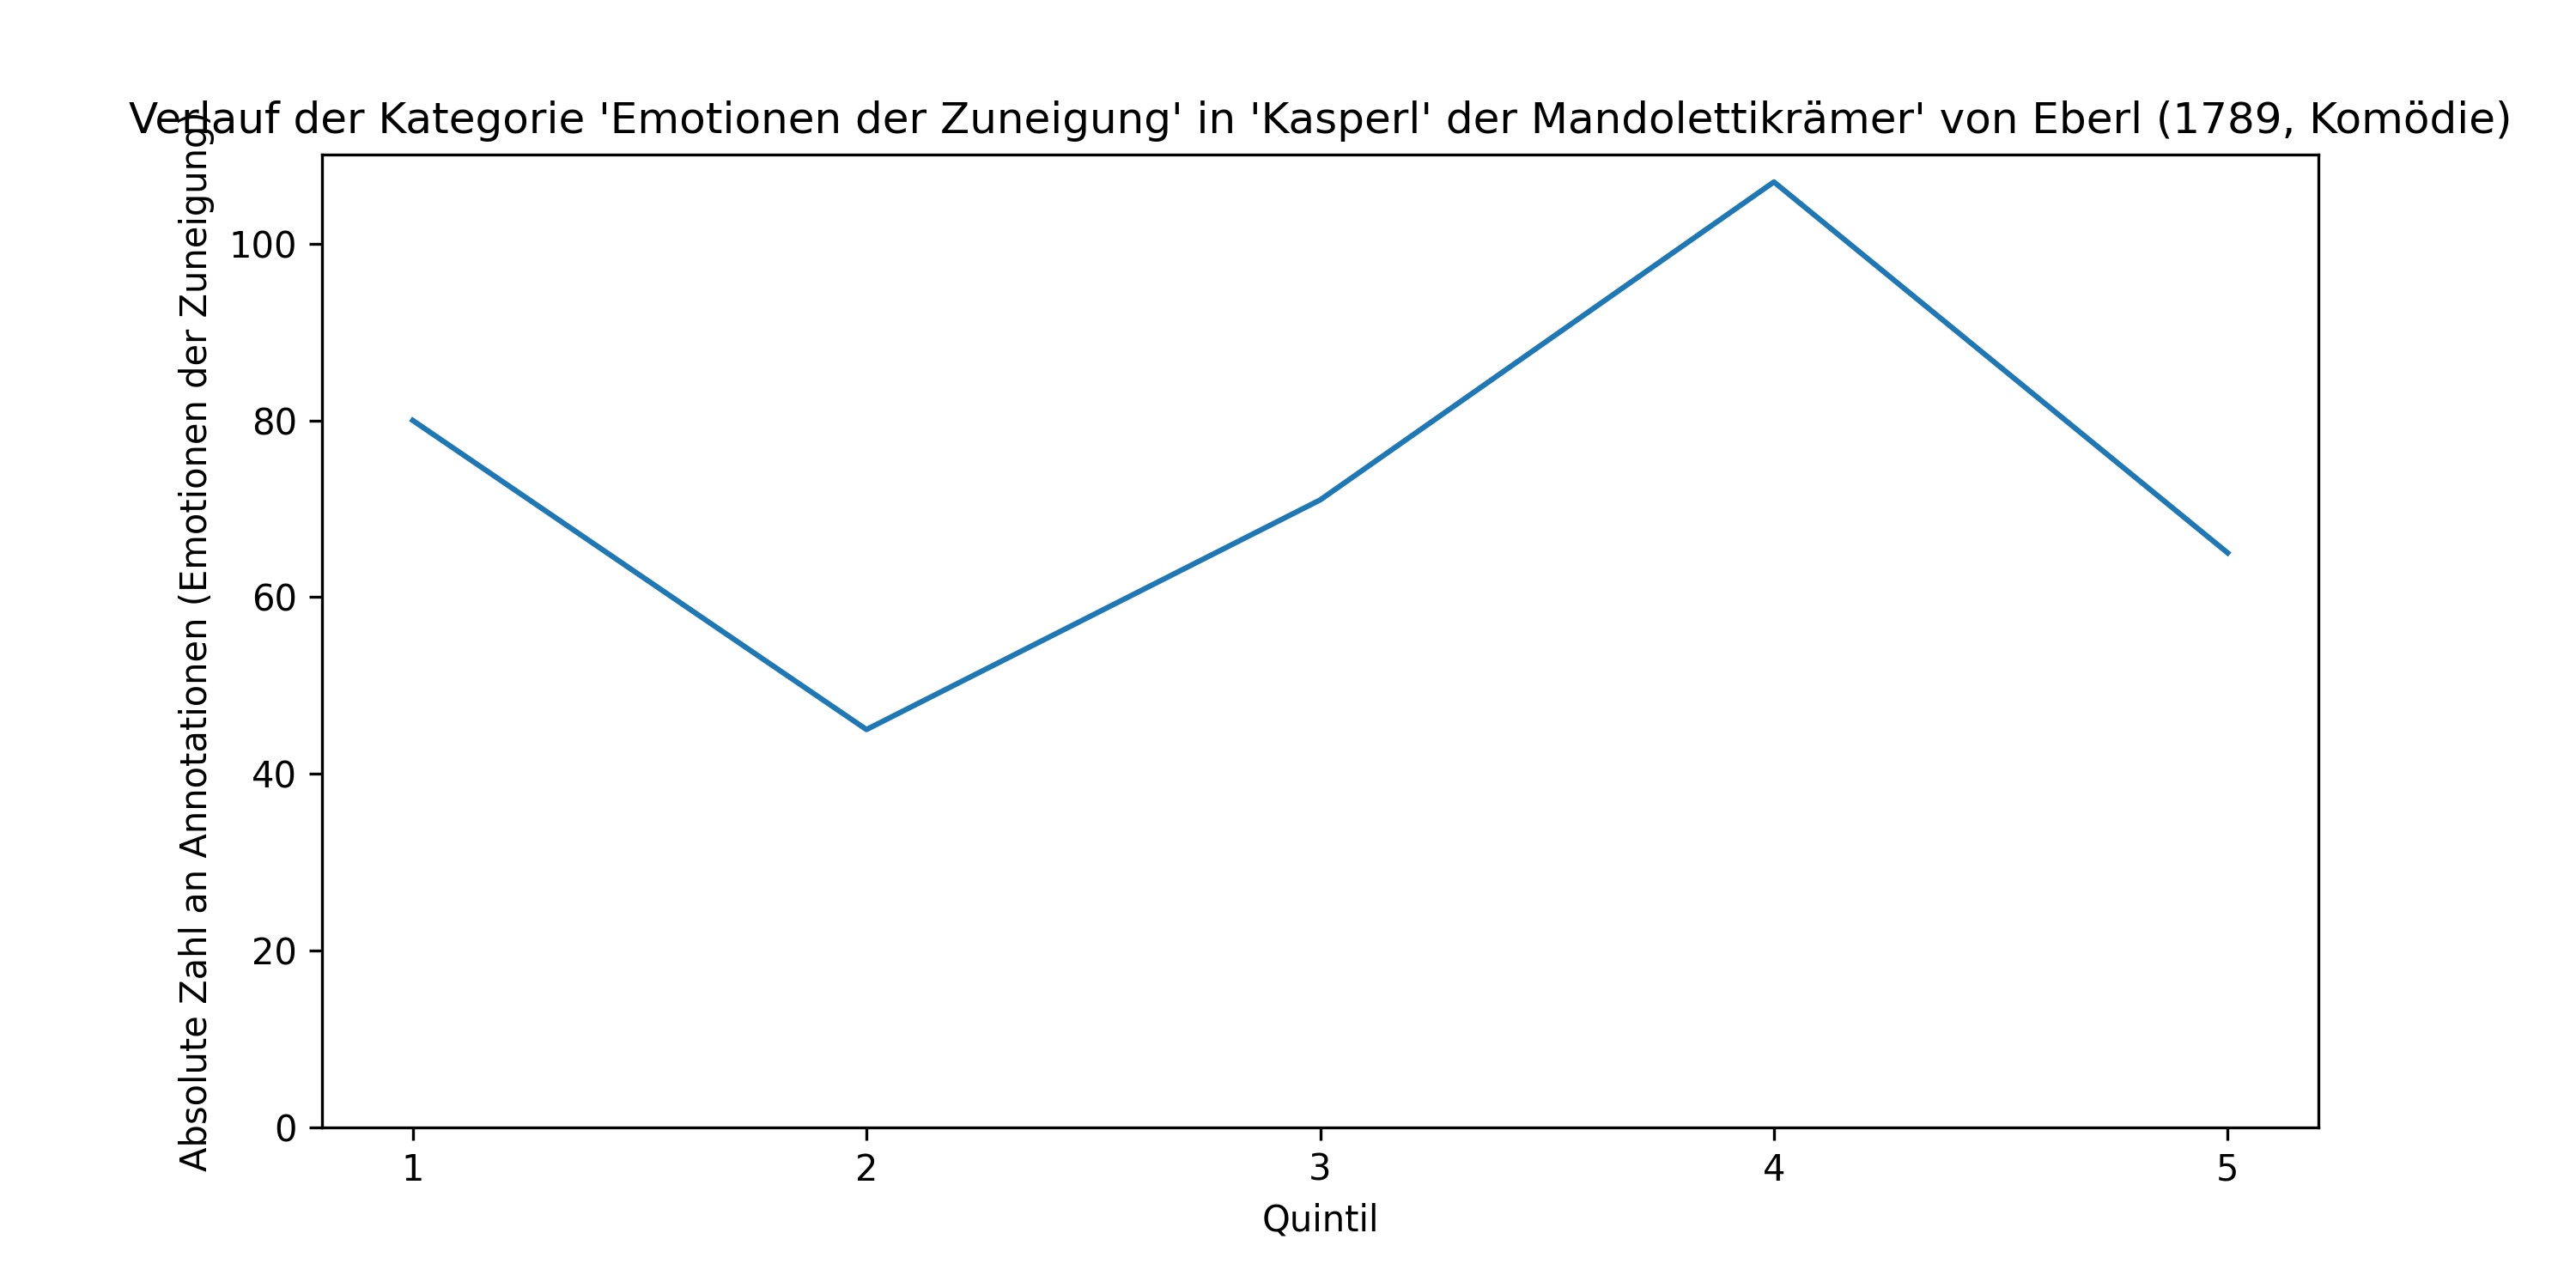 Verlauf der Kategorie 'Emotionen der Zuneigung' in 'Kasperl' der Mandolettikrämer' von Eberl (1789, Komödie)
Absolute Zahl an Annotationen (Emotionen der Zuneigung)
100
80
60
40
20
0
1 2 3 4 5
Quintil